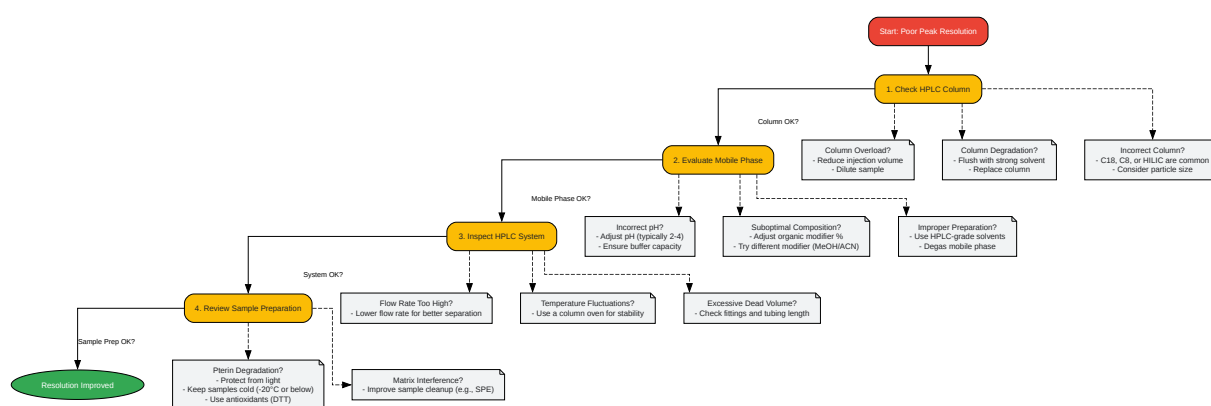 Start: Poor Peak Resolution
1. Check HPLC Column
Column OK?
Column Overload?
- Reduce injection volume
- Dilute sample
Column Degradation?
- Flush with strong solvent
- Replace column
Incorrect Column?
- C18, C8, or HILIC are common
- Consider particle size
2. Evaluate Mobile Phase
Mobile Phase OK?
Incorrect pH?
- Adjust pH (typically 2-4)
- Ensure buffer capacity
Suboptimal Composition?
- Adjust organic modifier %
- Try different modifier (MeOH/ACN)
Improper Preparation?
- Use HPLC-grade solvents
- Degas mobile phase
3. Inspect HPLC System
System OK?
Flow Rate Too High?
- Lower flow rate for better separation
Temperature Fluctuations?
- Use a column oven for stability
Excessive Dead Volume?
- Check fittings and tubing length
4. Review Sample Preparation
Sample Prep OK?
Pterin Degradation?
- Protect from light
- Keep samples cold (-20°C or below)
- Use antioxidants (DTT)
Matrix Interference?
- Improve sample cleanup (e.g., SPE)
Resolution Improved